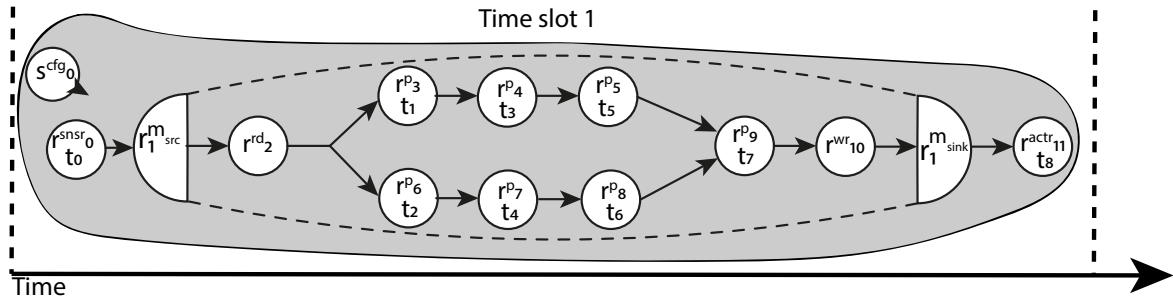 Time slot 1
S^cfg_0
r^snsr_0
t_0
r^m_1 src
r^rd_2
r^p_3
t_1
r^p_4
t_3
r^p_5
t_5
r^p_6
t_2
r^p_7
t_4
r^p_8
t_6
r^p_9
t_7
r^wr_10
r^m_1 sink
r^actr_11
t_8
Time